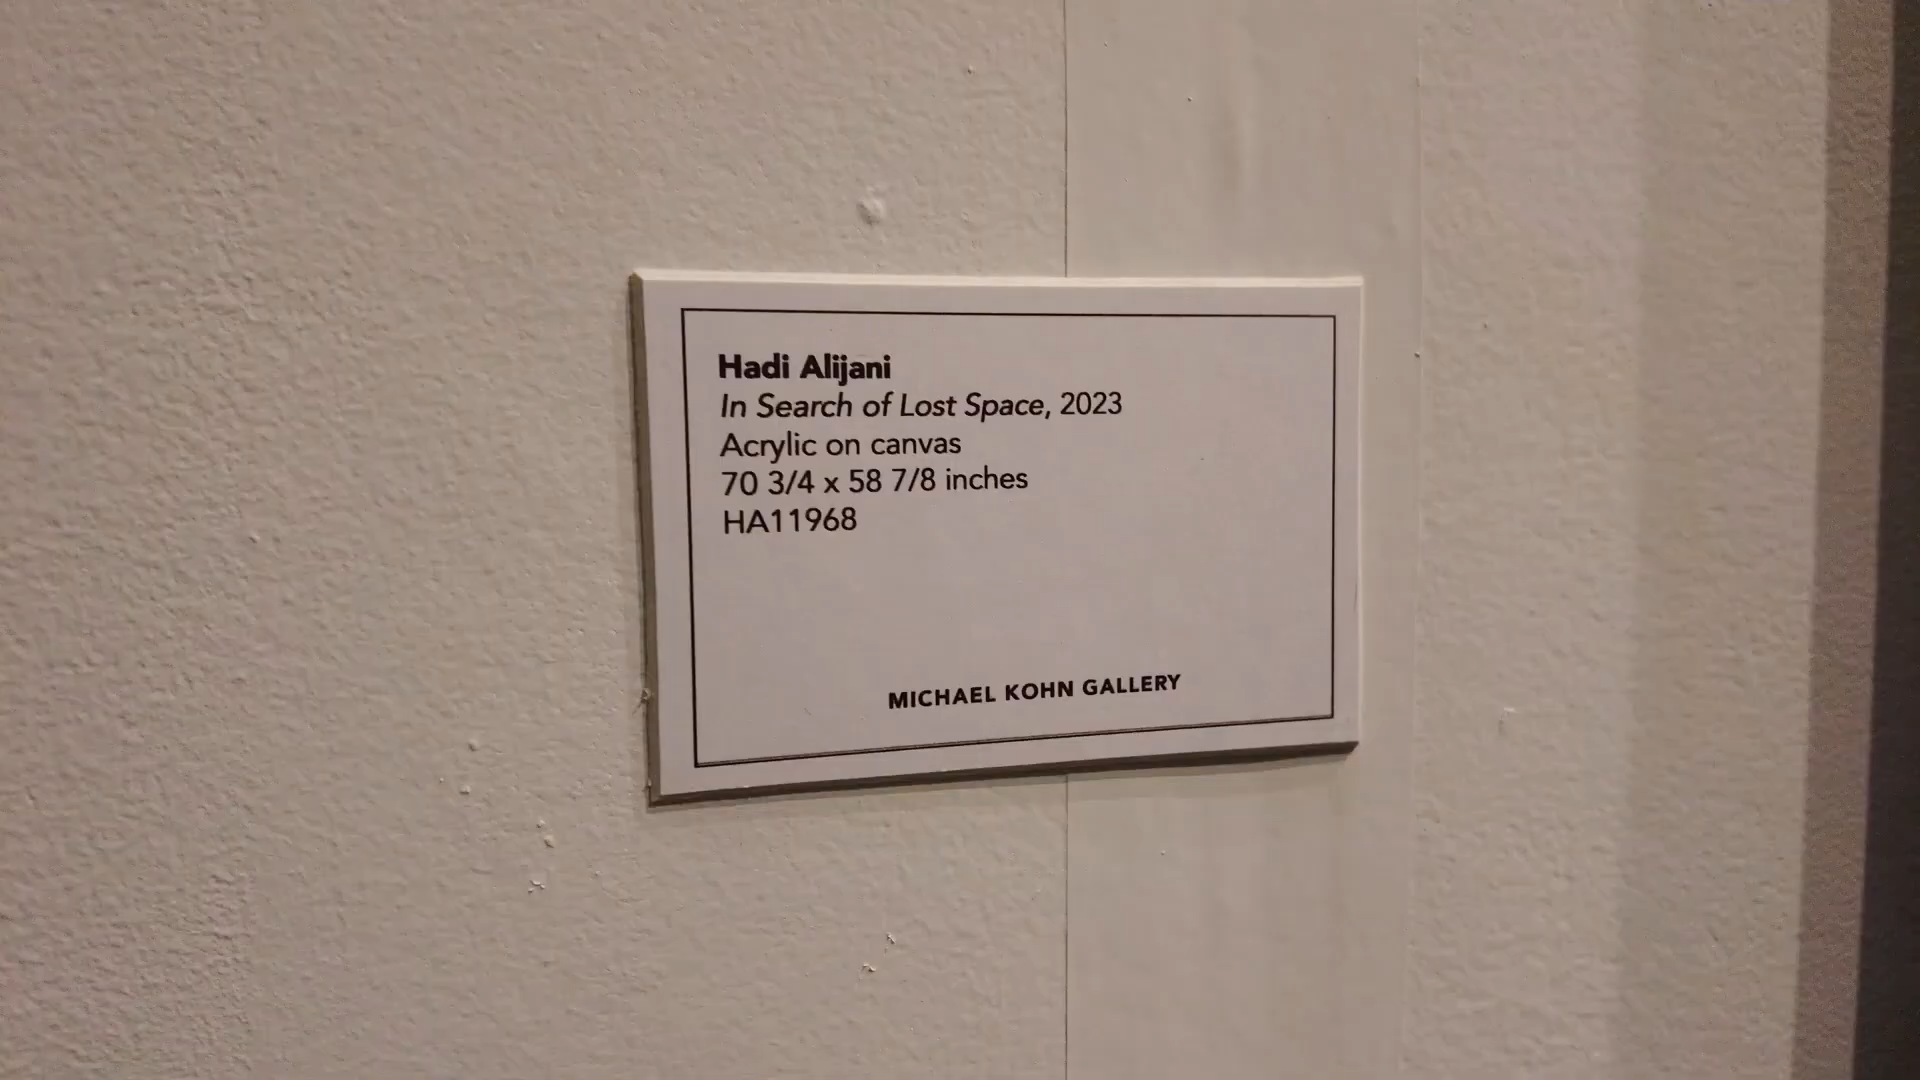 Hadi Alijani
In Search of Lost Space, 2023
Acrylic on canvas
70 3/4 x 58 7/8 inches
HA11968
MICHAEL KOHN GALLERY